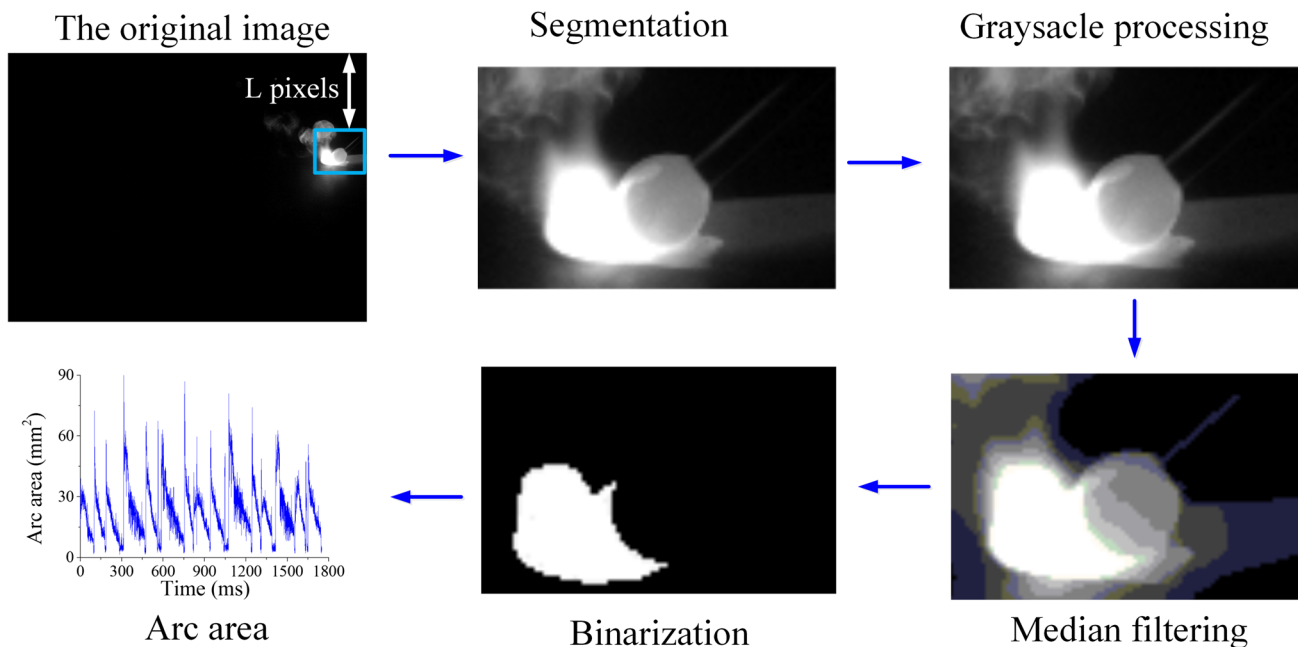 The original image
Segmentation
Graysacle processing
L pixels
90
60
30
0
Arc area (mm²)
0 300 600 900 1200 1500 1800
Time (ms)
Arc area
Binarization
Median filtering